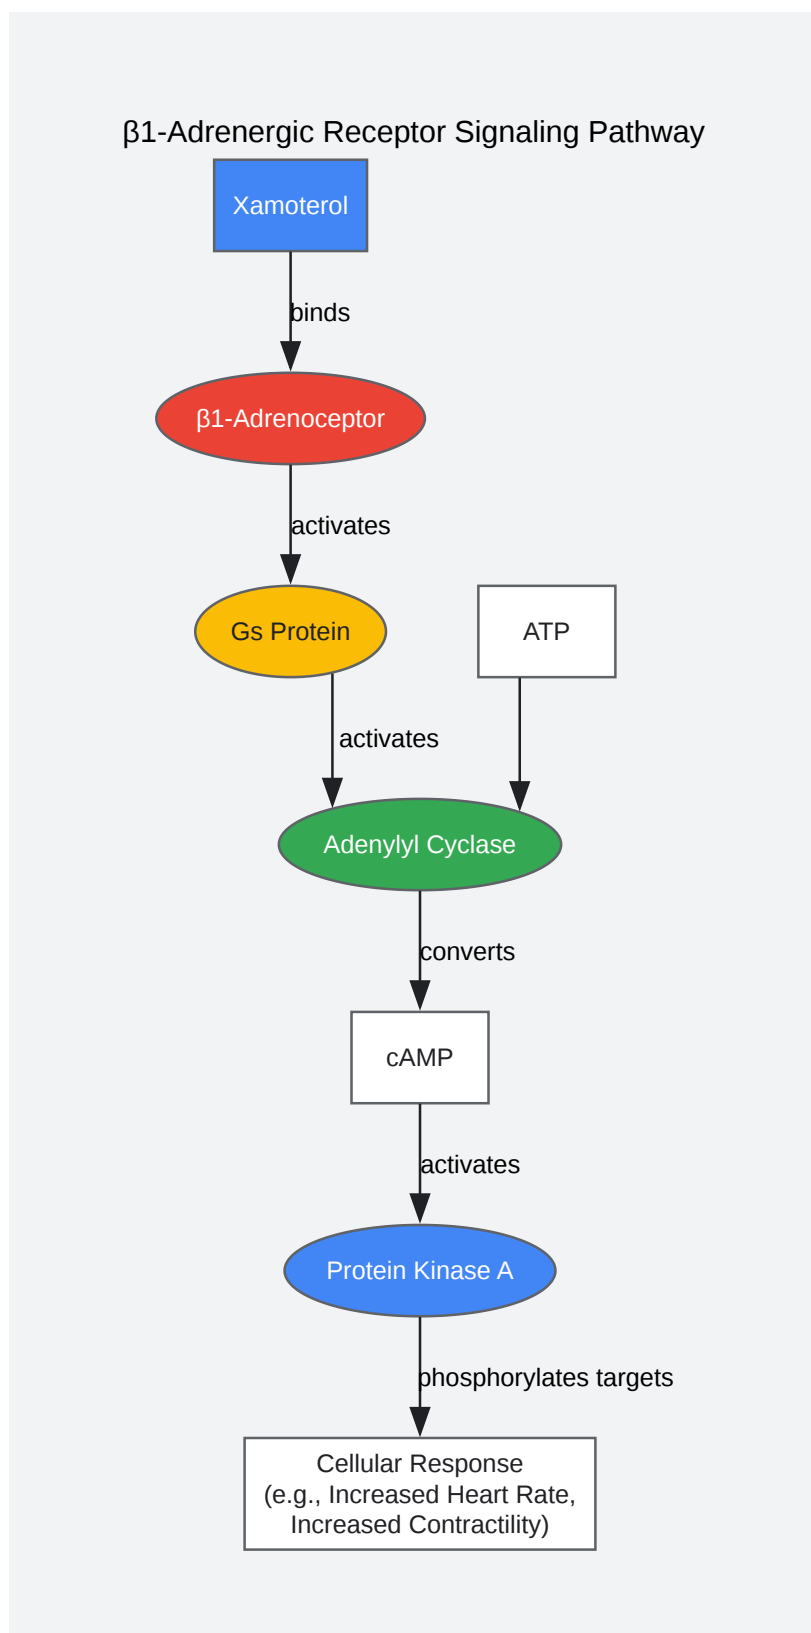 β1-Adrenergic Receptor Signaling Pathway
Xamoterol
binds
β1-Adrenoceptor
activates
Gs Protein
ATP
activates
Adenylyl Cyclase
converts
cAMP
activates
Protein Kinase A
phosphorylates targets
Cellular Response
(e.g., Increased Heart Rate,
Increased Contractility)